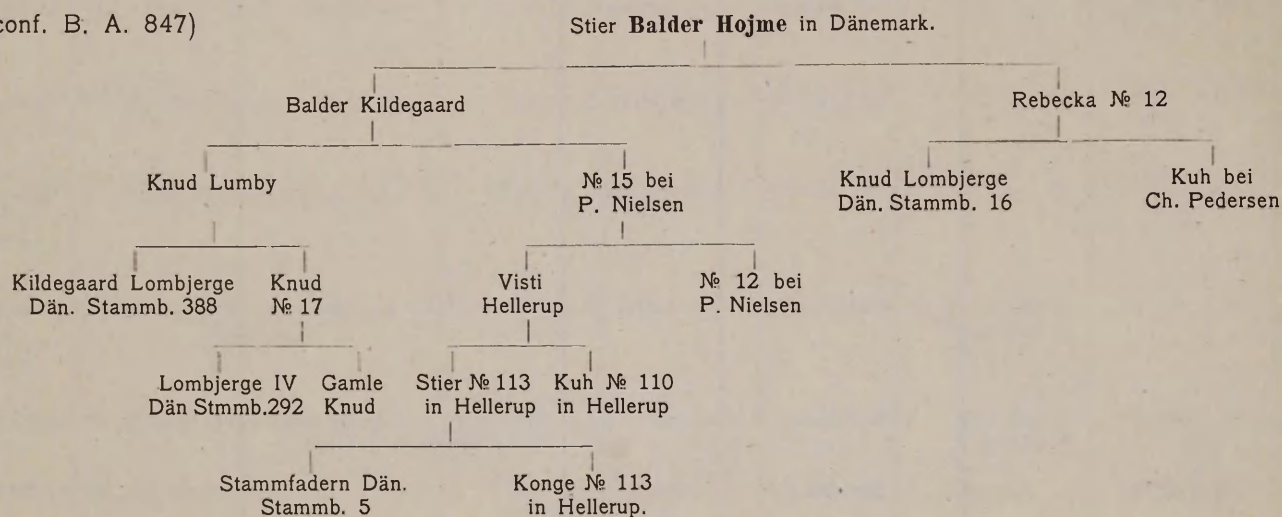 conf. B. A. 847)
Stier Balder Hojme in Dänemark.
Balder Kildegaard
Rebecka № 12
Knud Lumby
№ 15 bei
P. Nielsen
Knud Lombjerge
Dän. Stammb. 16
Kuh bei
Ch. Pedersen
Kildegaard Lombjerge
Dän. Stammb. 388
Knud
№ 17
Visti
Hellerup
№ 12 bei
P. Nielsen
Lombjerge IV
Dän Stmmb.292
Gamle
Knud
Stier № 113
in Hellerup
Kuh № 110
in Hellerup
Stammfadern Dän.
Stammb. 5
Konge № 113
in Hellerup.